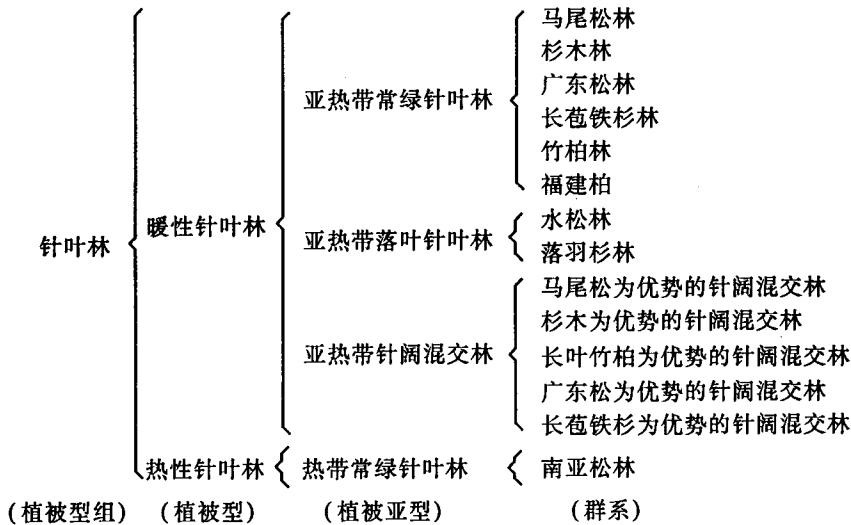 马尾松林
杉木林
广东松林
亚热带常绿针叶林
长苞铁杉林
竹柏林
福建柏
水松林
暖性针叶林
亚热带落叶针叶林
针叶林
落羽杉林
马尾松为优势的针阔混交林
杉木为优势的针阔混交林
亚热带针阔混交林
长叶竹柏为优势的针阔混交林
广东松为优势的针阔混交林
长苞铁杉为优势的针阔混交林
热性针叶林
热带常绿针叶林
南亚松林
(植被型组) (植被型) (植被亚型) (群系)